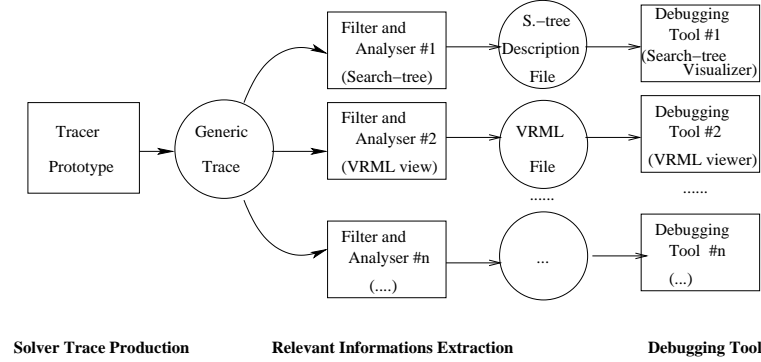 Tracer
Prototype
Generic
Trace
Filter and
Analyser #1
(Search-tree)
S.-tree
Description
File
Debugging
Tool #1
(Search-tree
Visualizer)
Filter and
Analyser #2
(VRML view)
VRML
File
......
Debugging
Tool #2
(VRML viewer)
......
Filter and
Analyser #n
(....)
...
Debugging
Tool #n
(...)
Solver Trace Production
Relevant Informations Extraction
Debugging Tool